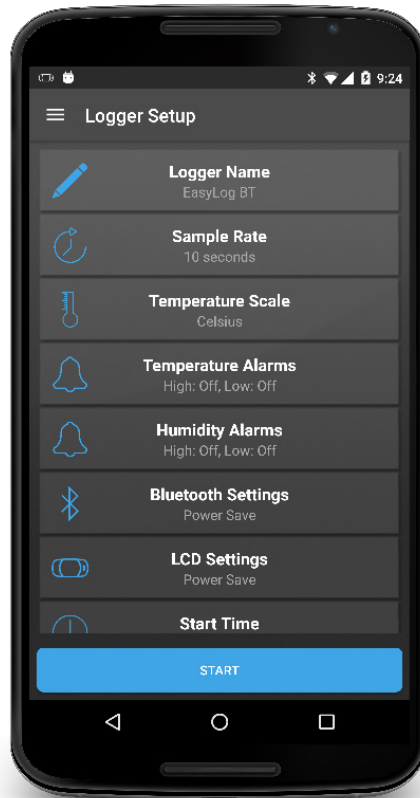 9:24
Logger Setup
Logger Name
EasyLog BT
Sample Rate
10 seconds
Temperature Scale
Celsius
Temperature Alarms
High: Off, Low: Off
Humidity Alarms
High: Off, Low: Off
Bluetooth Settings
Power Save
LCD Settings
Power Save
Start Time
START